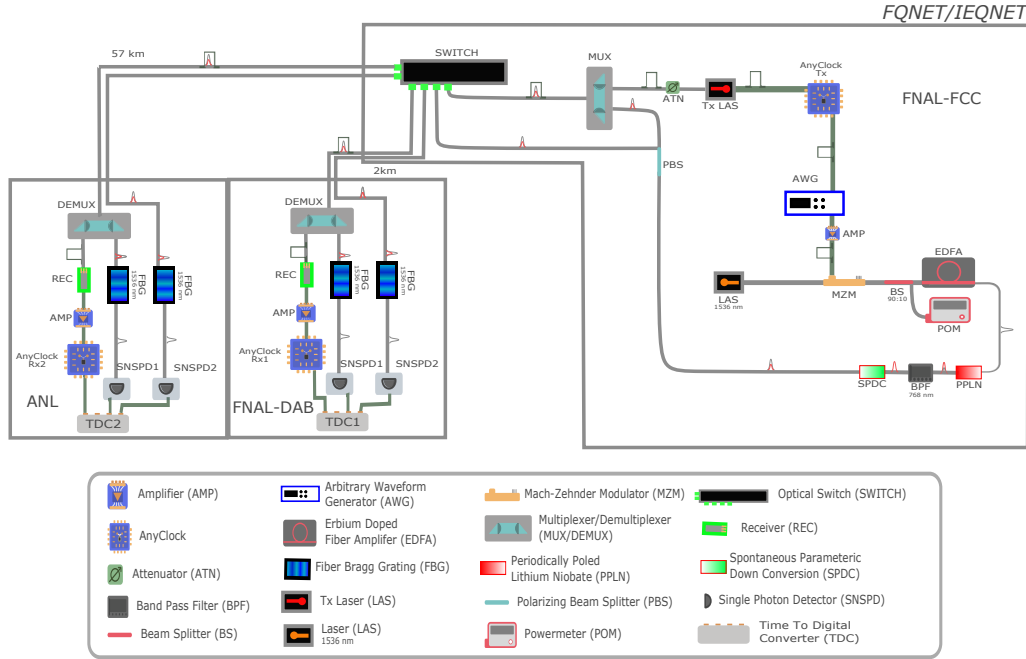 FQNET/IEQNET
57 km
SWITCH
MUX
ATN
Tx LAS
AnyClock
Tx
FNAL-FCC
PBS
2km
AWG
AMP
EDFA
LAS
1536 nm
MZM
BS
90:10
POM
SPDC
BPF
768 nm
PPLN
DEMUX
REC
FBG
1536 nm
FBG
1536 nm
AMP
AnyClock
Rx2
SNSPD1
SNSPD2
ANL
TDC2
DEMUX
REC
FBG
1536 nm
FBG
1536 nm
AMP
AnyClock
Rx1
SNSPD1
SNSPD2
FNAL-DAB
TDC1
Amplifier (AMP)
Arbitrary Waveform
Generator (AWG)
Mach-Zehnder Modulator (MZM)
Optical Switch (SWITCH)
AnyClock
Erbium Doped
Fiber Amplifer (EDFA)
Multiplexer/Demultiplexer
(MUX/DEMUX)
Receiver (REC)
Attenuator (ATN)
Fiber Bragg Grating (FBG)
Periodically Poled
Lithium Niobate (PPLN)
Spontaneous Parameteric
Down Conversion (SPDC)
Band Pass Filter (BPF)
Tx Laser (LAS)
Polarizing Beam Splitter (PBS)
Single Photon Detector (SNSPD)
Beam Splitter (BS)
Laser (LAS)
1536 nm
Powermeter (POM)
Time To Digital
Converter (TDC)